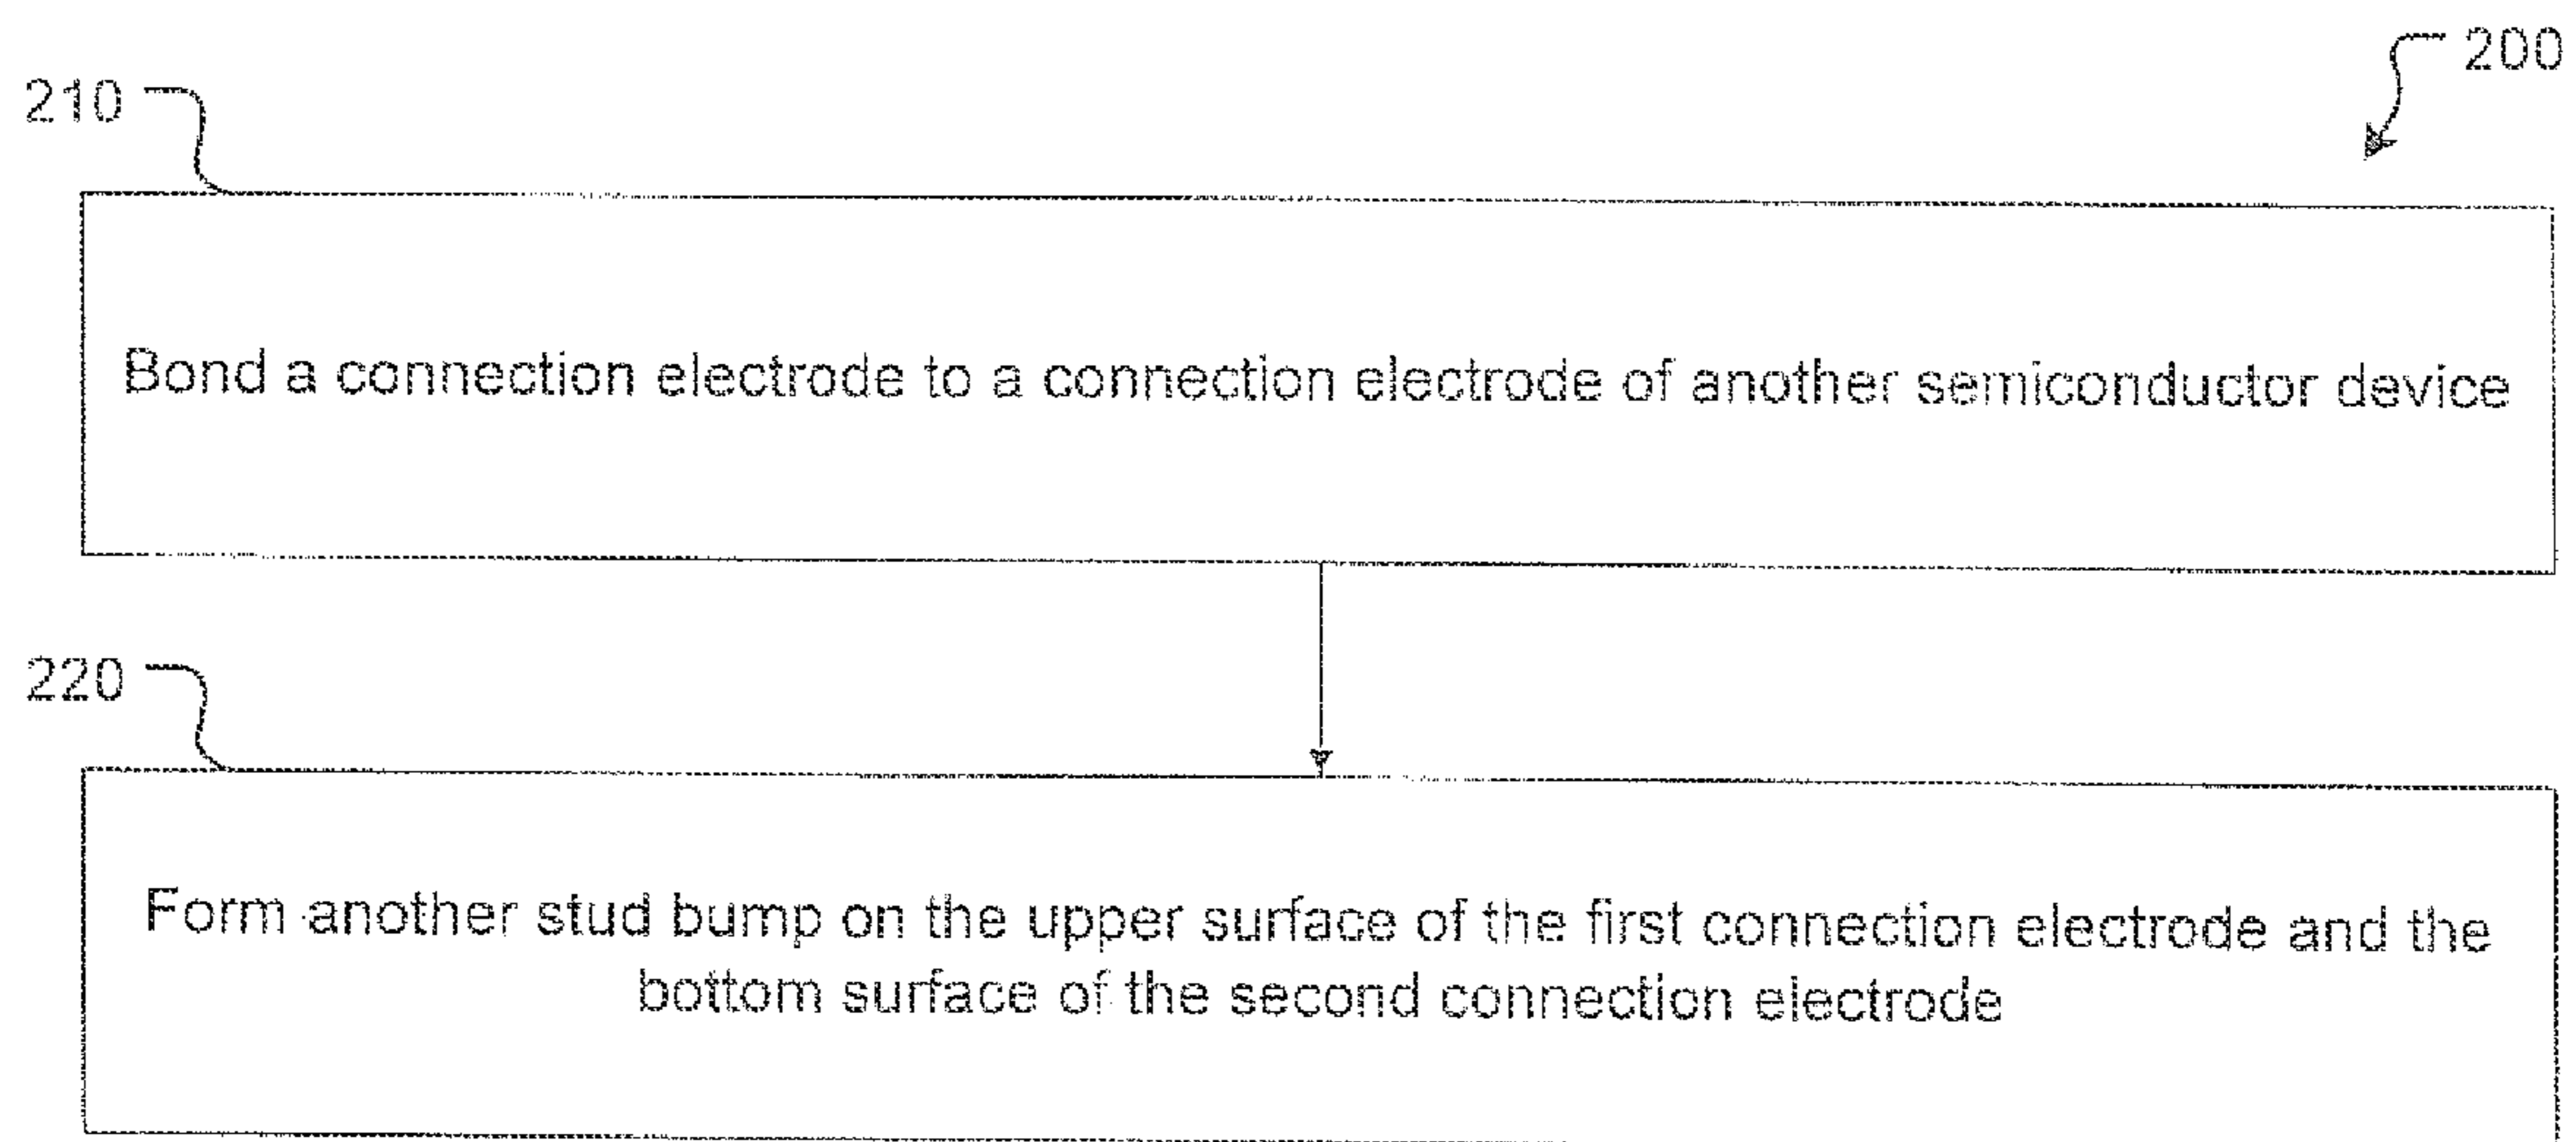 200
210
Bond a connection electrode to a connection electrode of another semiconductor device
220
Form another stud bump on the upper surface of the first connection electrode and the
bottom surface of the second connection electrode